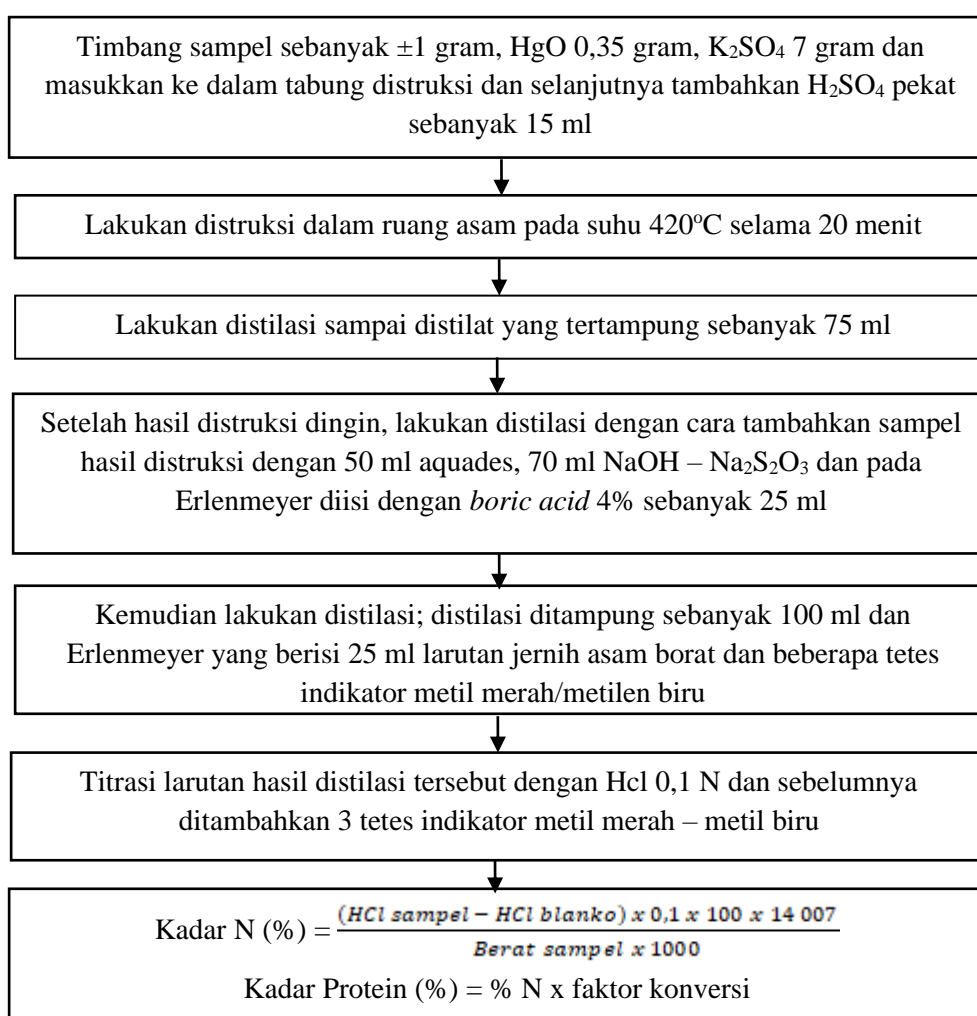 Timbang sampel sebanyak ±1 gram, HgO 0,35 gram, K₂SO₄ 7 gram dan
masukkan ke dalam tabung distruksi dan selanjutnya tambahkan H₂SO₄ pekat
sebanyak 15 ml
Lakukan distruksi dalam ruang asam pada suhu 420°C selama 20 menit
Lakukan distilasi sampai distilat yang tertampung sebanyak 75 ml
Setelah hasil distruksi dingin, lakukan distilasi dengan cara tambahkan sampel
hasil distruksi dengan 50 ml aquades, 70 ml NaOH – Na₂S₂O₃ dan pada
Erlenmeyer diisi dengan boric acid 4% sebanyak 25 ml
Kemudian lakukan distilasi; distilasi ditampung sebanyak 100 ml dan
Erlenmeyer yang berisi 25 ml larutan jernih asam borat dan beberapa tetes
indikator metil merah/metilen biru
Titrasi larutan hasil distilasi tersebut dengan Hcl 0,1 N dan sebelumnya
ditambahkan 3 tetes indikator metil merah – metil biru
Kadar N (%) = (HCl sampel – HCl blanko) x 0,1 x 100 x 14 007
Berat sampel x 1000
Kadar Protein (%) = % N x faktor konversi